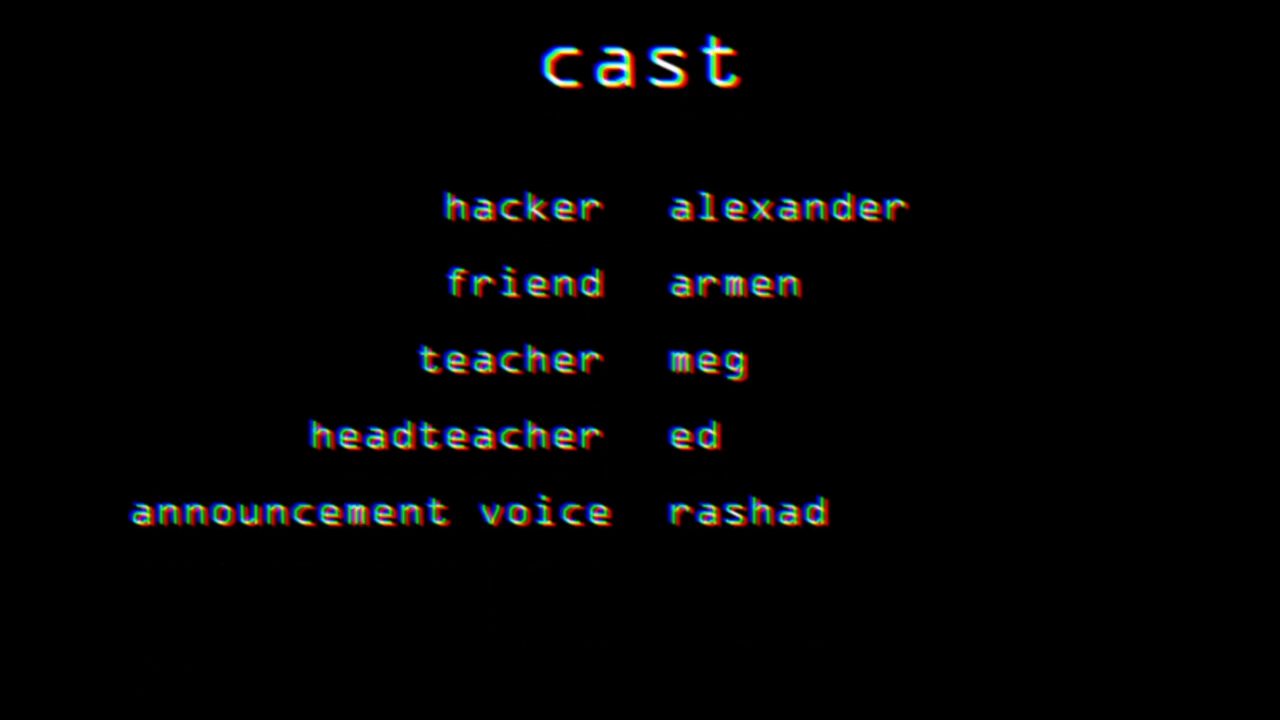 cast
hacker alexander
friend armen
teacher meg
headteacher ed
announcement voice rashad